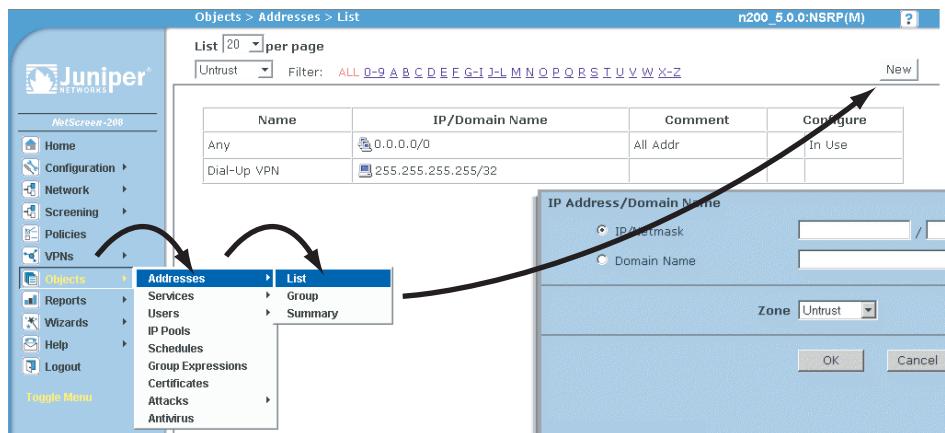 Objects > Addresses > List
n200_5.0.0:NSRP(M)
?
List 20 per page
Untrust Filter: ALL 0-9 A B C D E F G-I J-L M N O P Q R S T U V W X-Z
New
Juniper
NETWORKS
NetScreen-208
Home
Configuration
Network
Screening
Policies
VPNs
Objects
Reports
Wizards
Help
Logout
Toggle Menu
Name IP/Domain Name Comment Configure
Any 0.0.0.0/0 All Addr In Use
Dial-Up VPN 255.255.255.255/32
Addresses
Services
Users
IP Pools
Schedules
Group Expressions
Certificates
Attacks
Antivirus
List
Group
Summary
IP Address/Domain Name
IP/Netmask /
Domain Name
Zone Untrust
OK Cancel